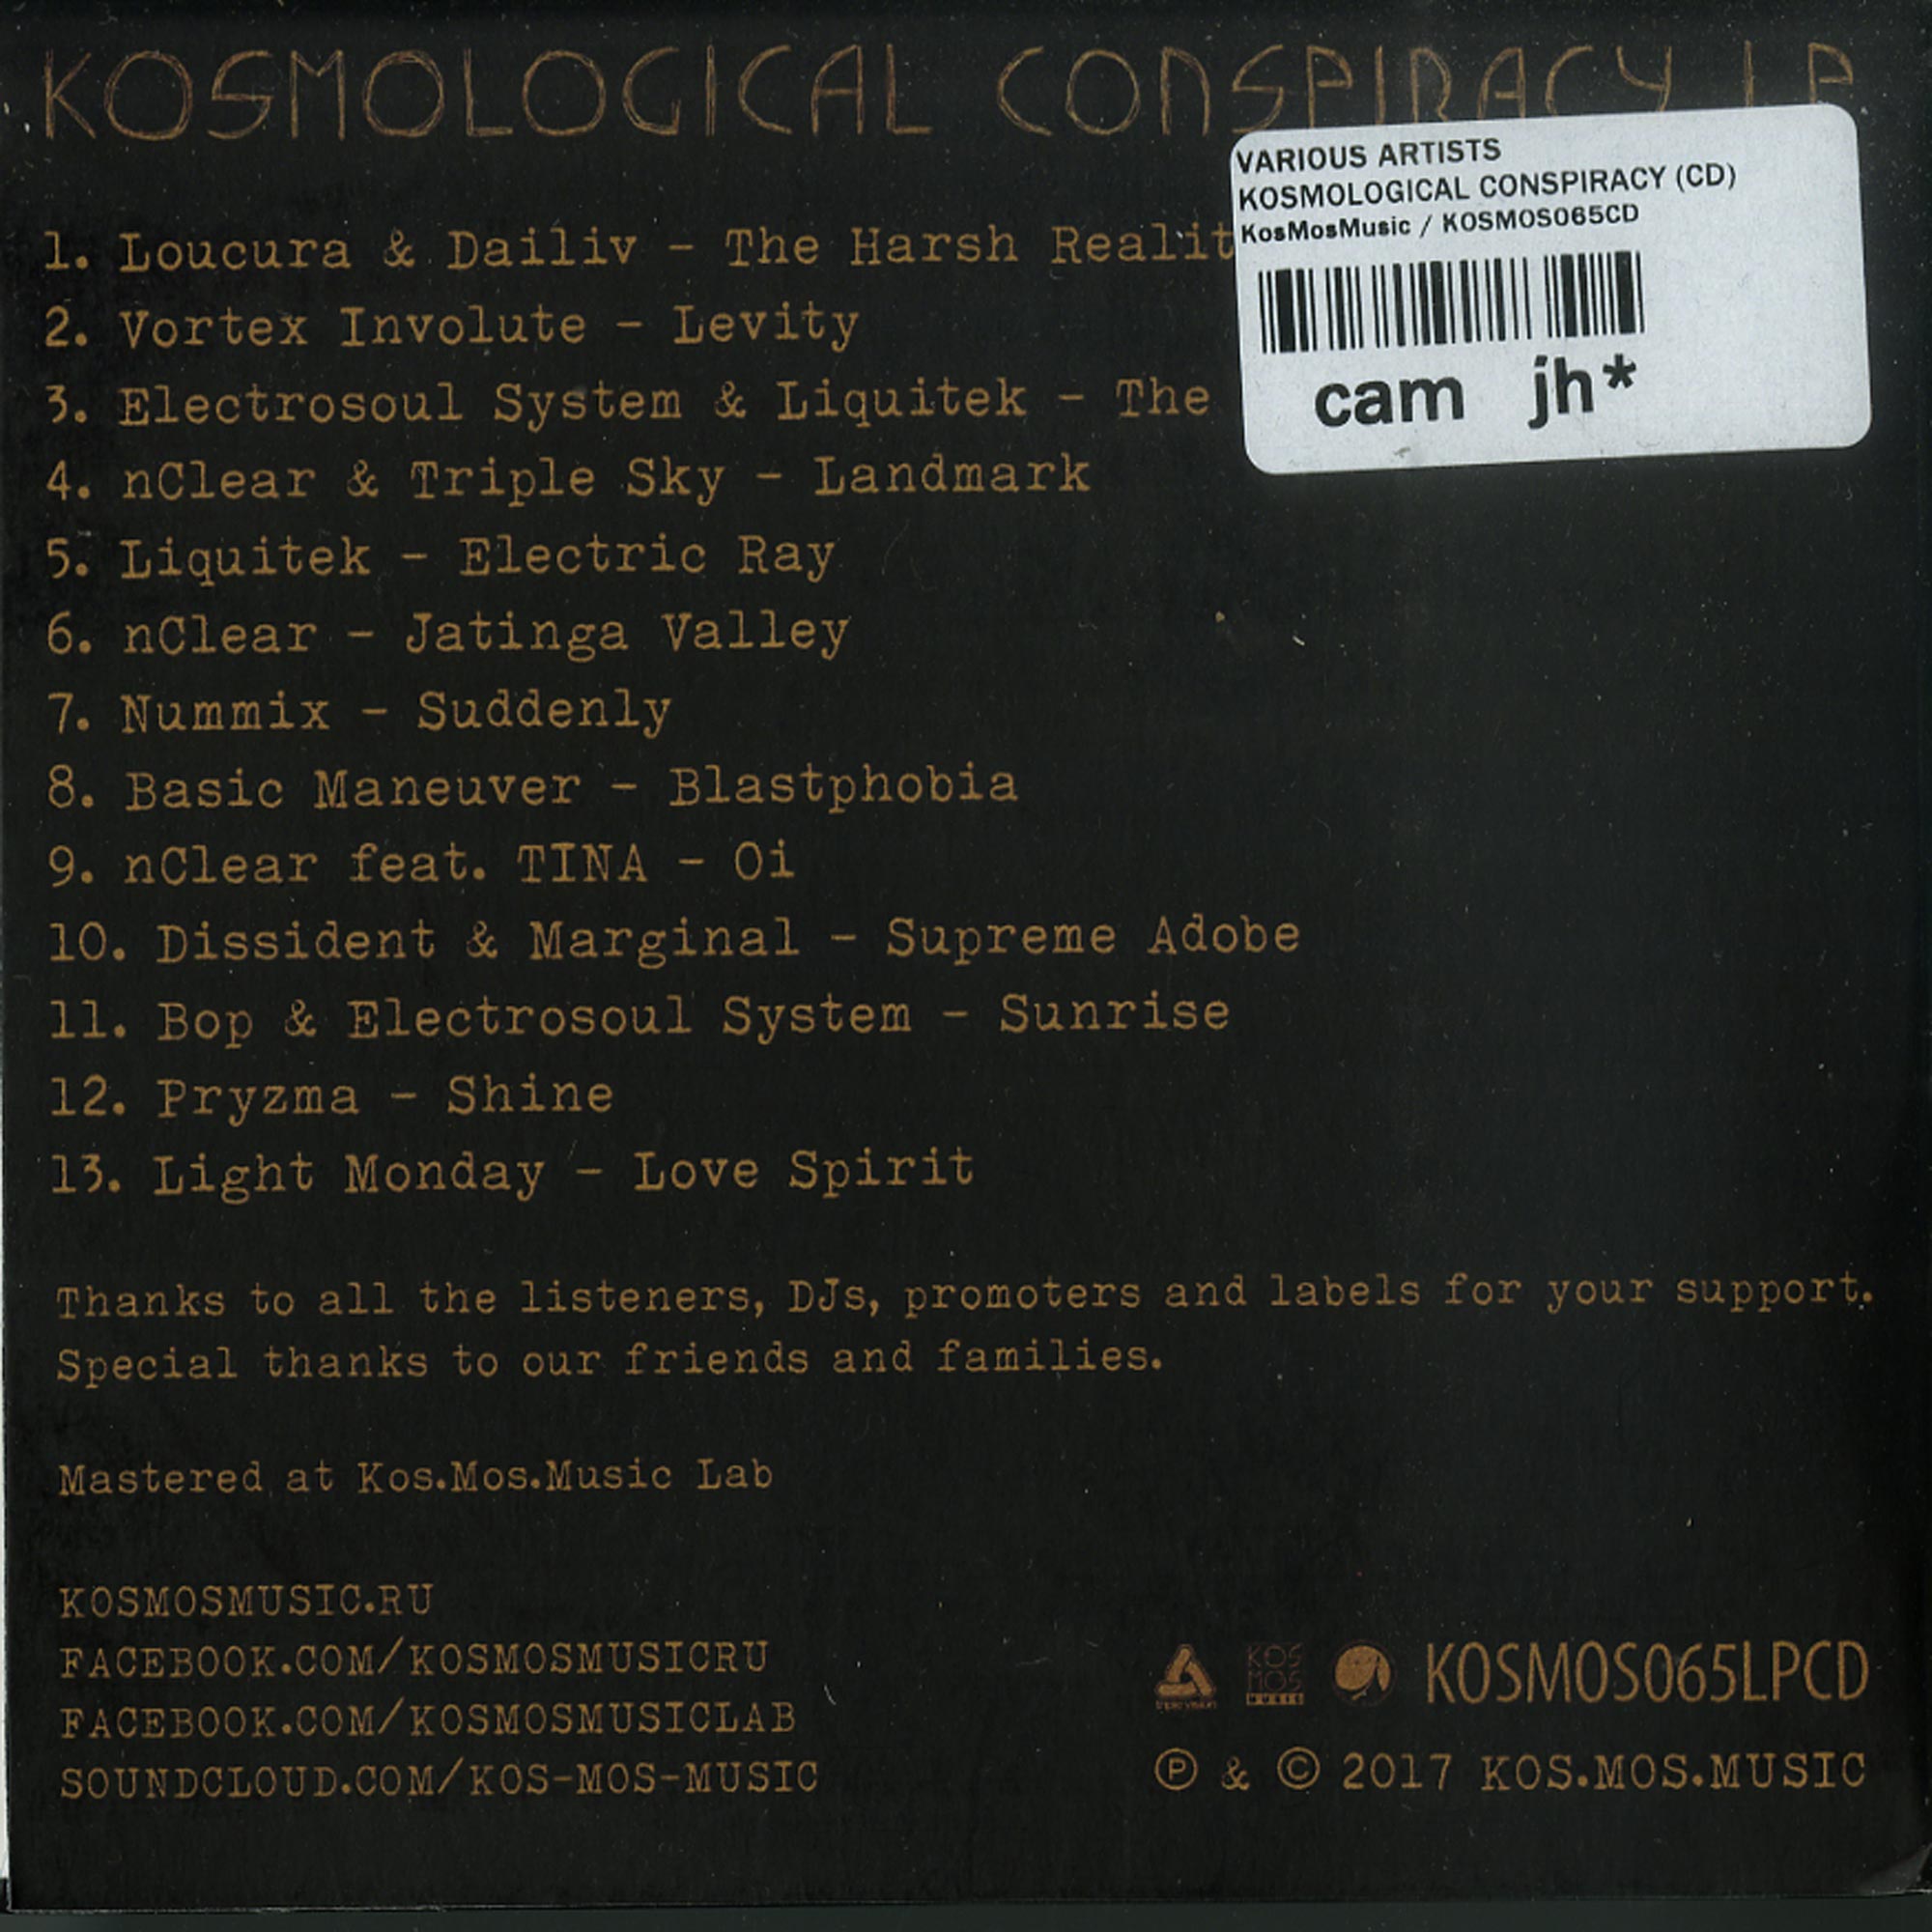 KOSMOLOGICAL CONSPIRACY LP
VARIOUS ARTISTS
KOSMOLOGICAL CONSPIRACY (CD)
KosMosMusic / KOSMOS065CD
cam jh*
1. Loucura & Dailiv - The Harsh Realit
2. Vortex Involute - Levity
3. Electrosoul System & Liquitek - The
4. nClear & Triple Sky - Landmark
5. Liquitek - Electric Ray
6. nClear - Jatinga Valley
7. Nummix - Suddenly
8. Basic Maneuver - Blastphobia
9. nClear feat. TINA - Oi
10. Dissident & Marginal - Supreme Adobe
11. Bop & Electrosoul System - Sunrise
12. Pryzma - Shine
13. Light Monday - Love Spirit
Thanks to all the listeners, DJs, promoters and labels for your support.
Special thanks to our friends and families.
Mastered at Kos.Mos.Music Lab
KOSMOSMUSIC.RU
FACEBOOK.COM/KOSMOSMUSICRU
FACEBOOK.COM/KOSMOSMUSICLAB
SOUNDCLOUD.COM/KOS-MOS-MUSIC
KOS
MOS
MUSIC
KOSMOS065LPCD
Ⓟ & © 2017 KOS.MOS.MUSIC